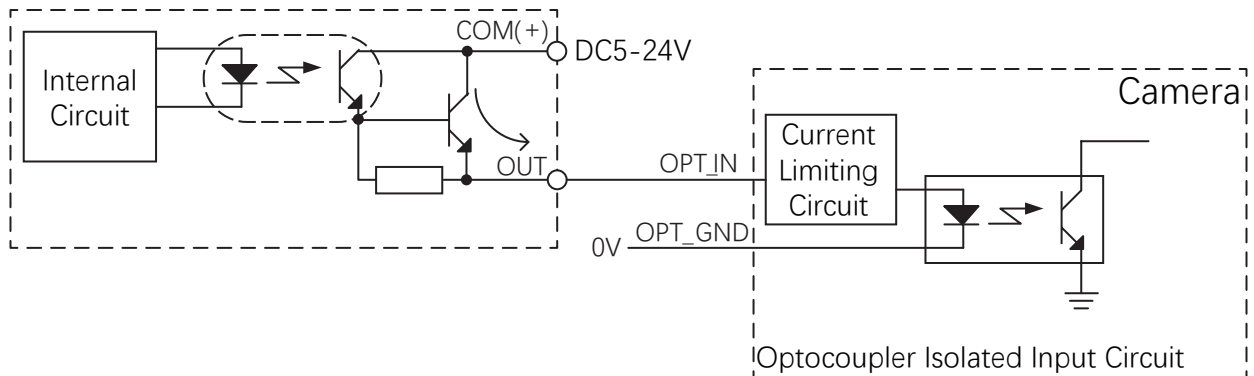 COM(+)
DC5-24V
Internal
Circuit
OUT
Camera
Current
Limiting
Circuit
OPT_IN
OPT_GND
0V
Optocoupler Isolated Input Circuit